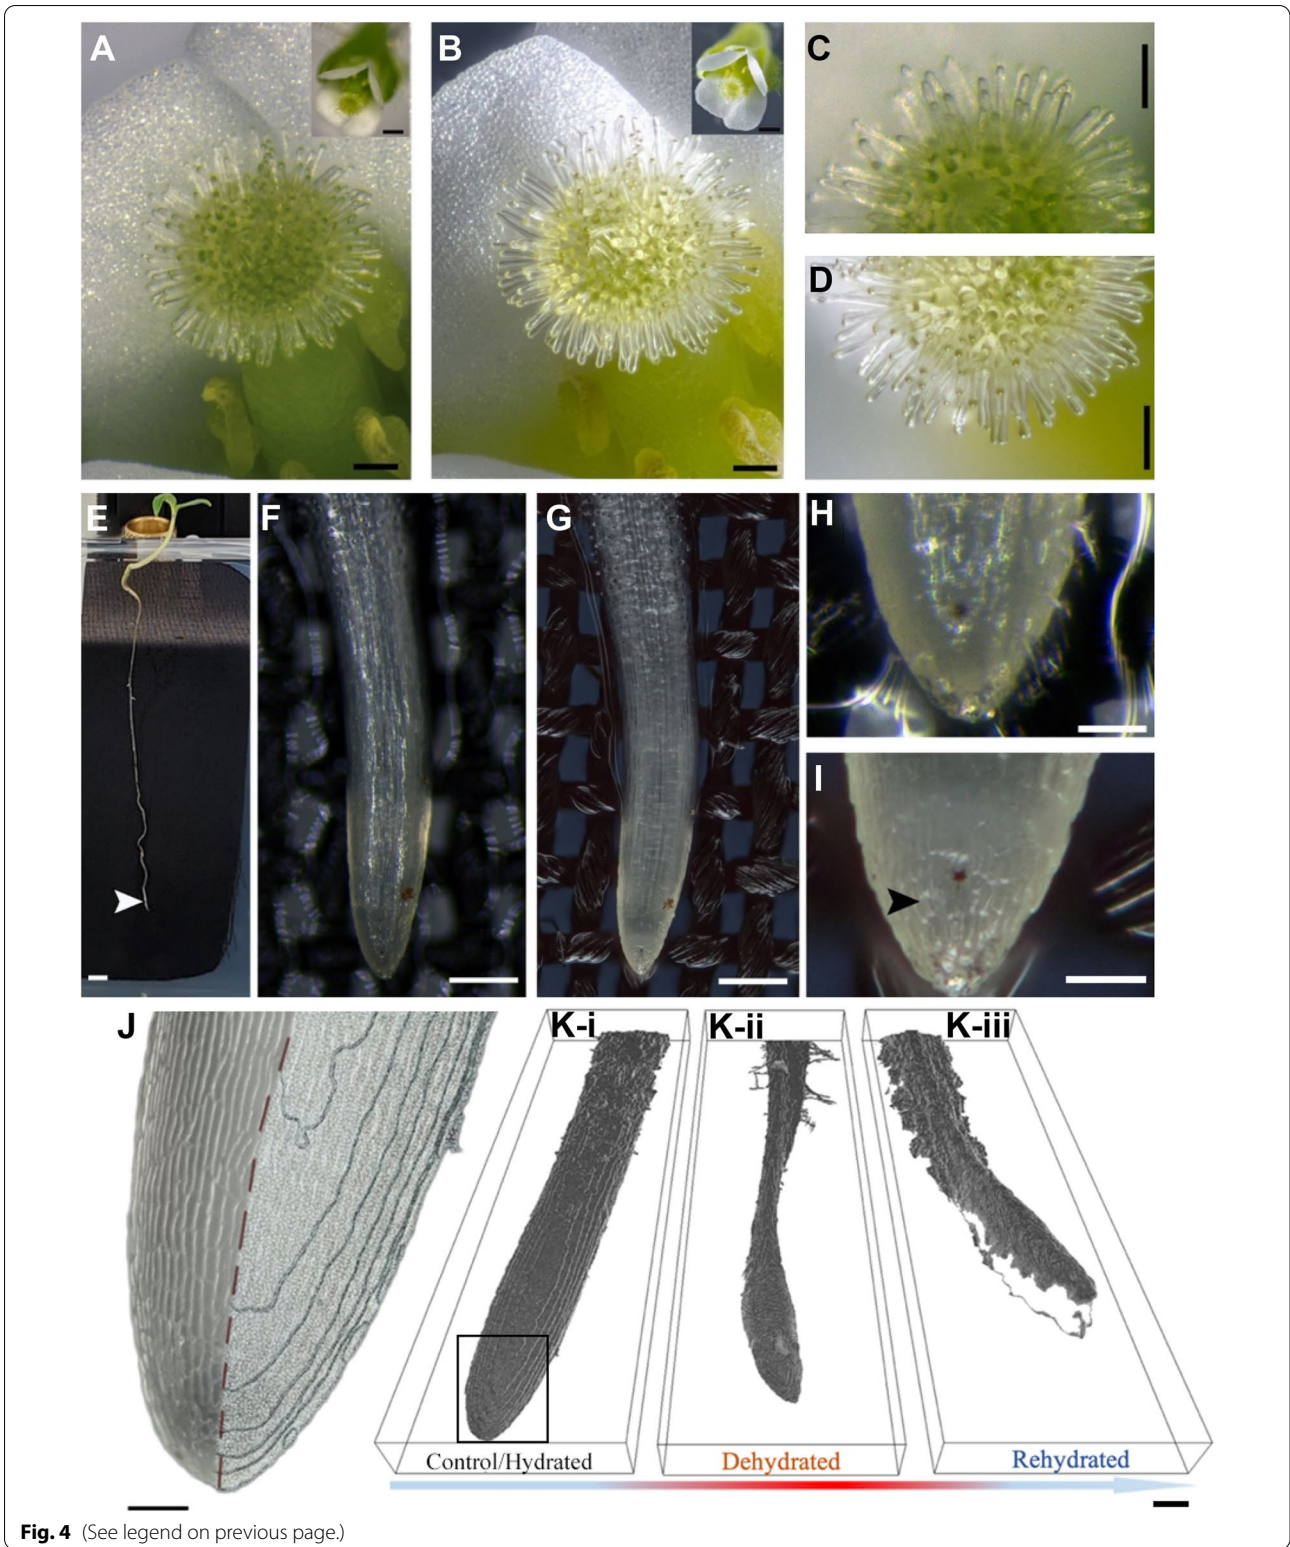 A
B
C
D
E
F
G
H
I
J
K-i
K-ii
K-iii
Control/Hydrated
Dehydrated
Rehydrated
Fig. 4 (See legend on previous page.)